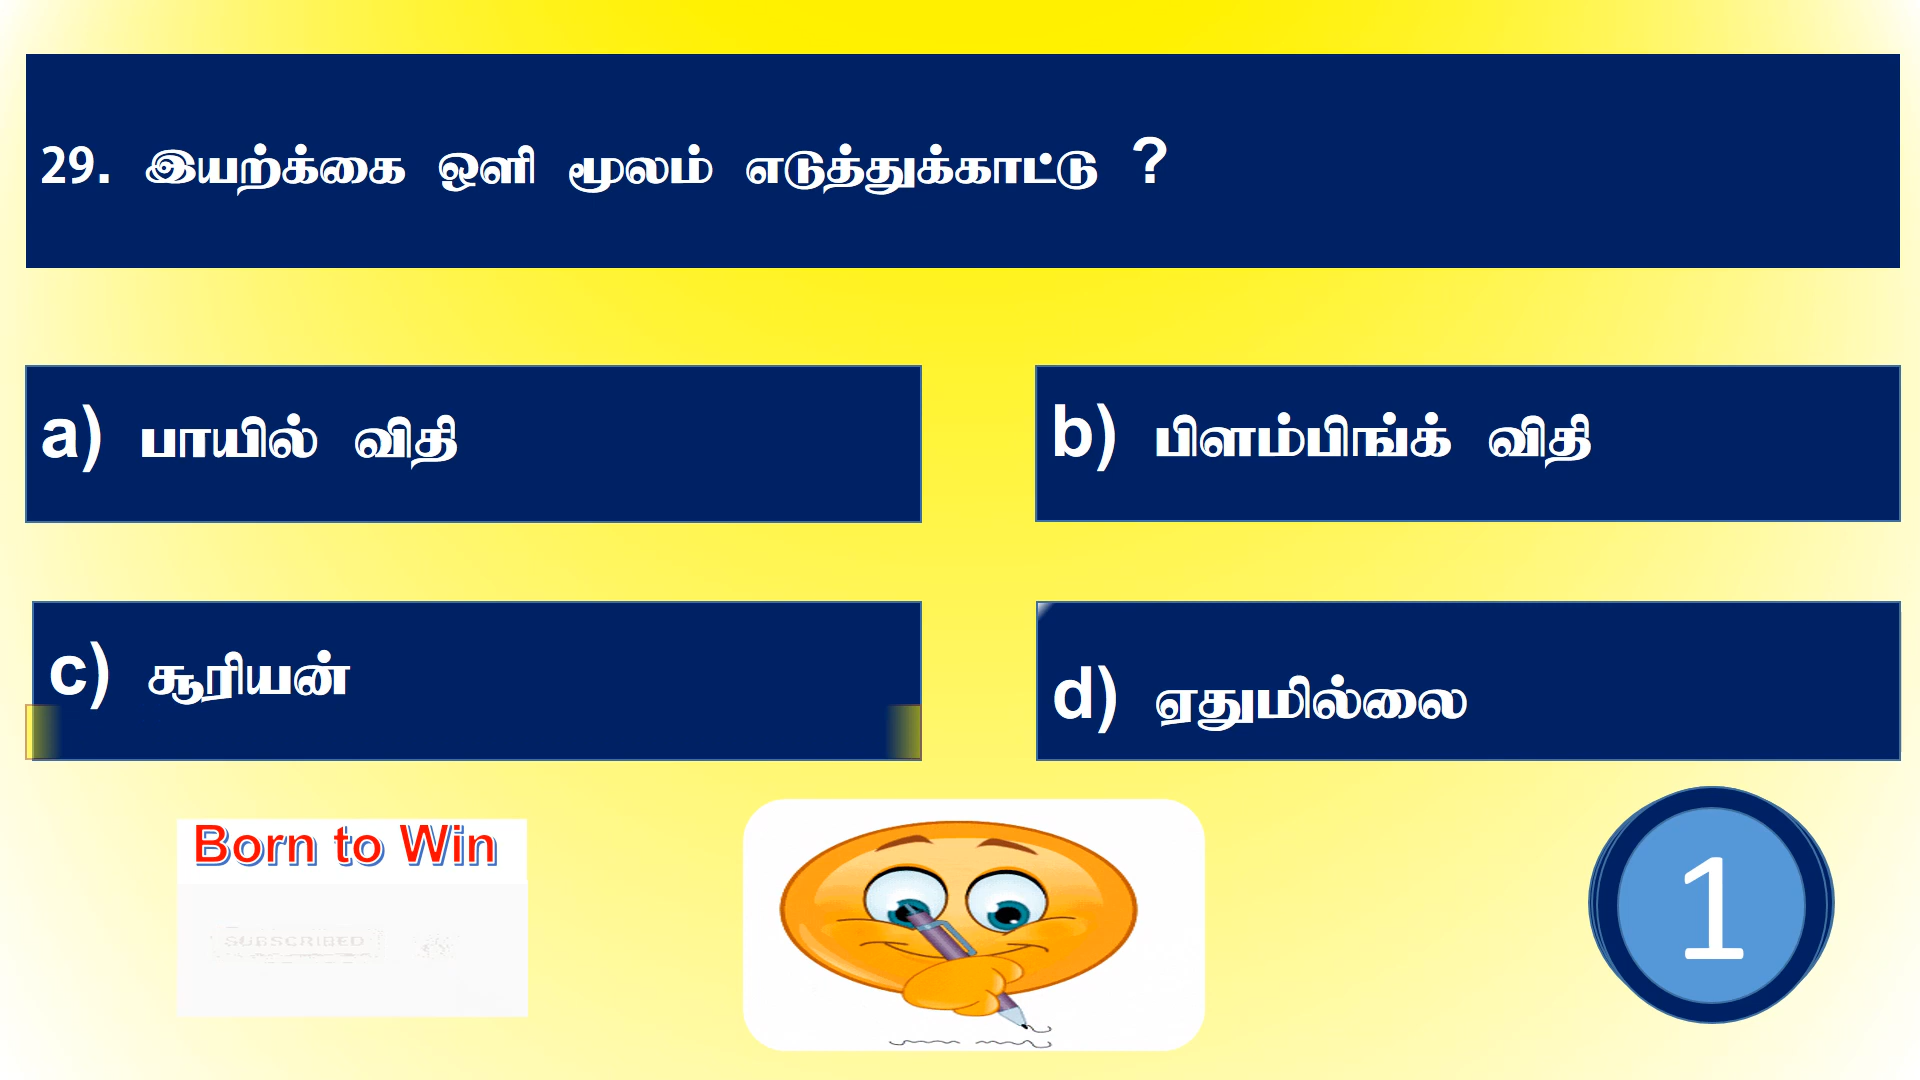 29. இயற்க்கை ஒளி மூலம் எடுத்துக்காட்டு ?
a) பாயில் விதி
b) பிளம்பிங்க் விதி
c) சூரியன்
d) ஏதுமில்லை
Born to Win
SUBSCRIBED
1